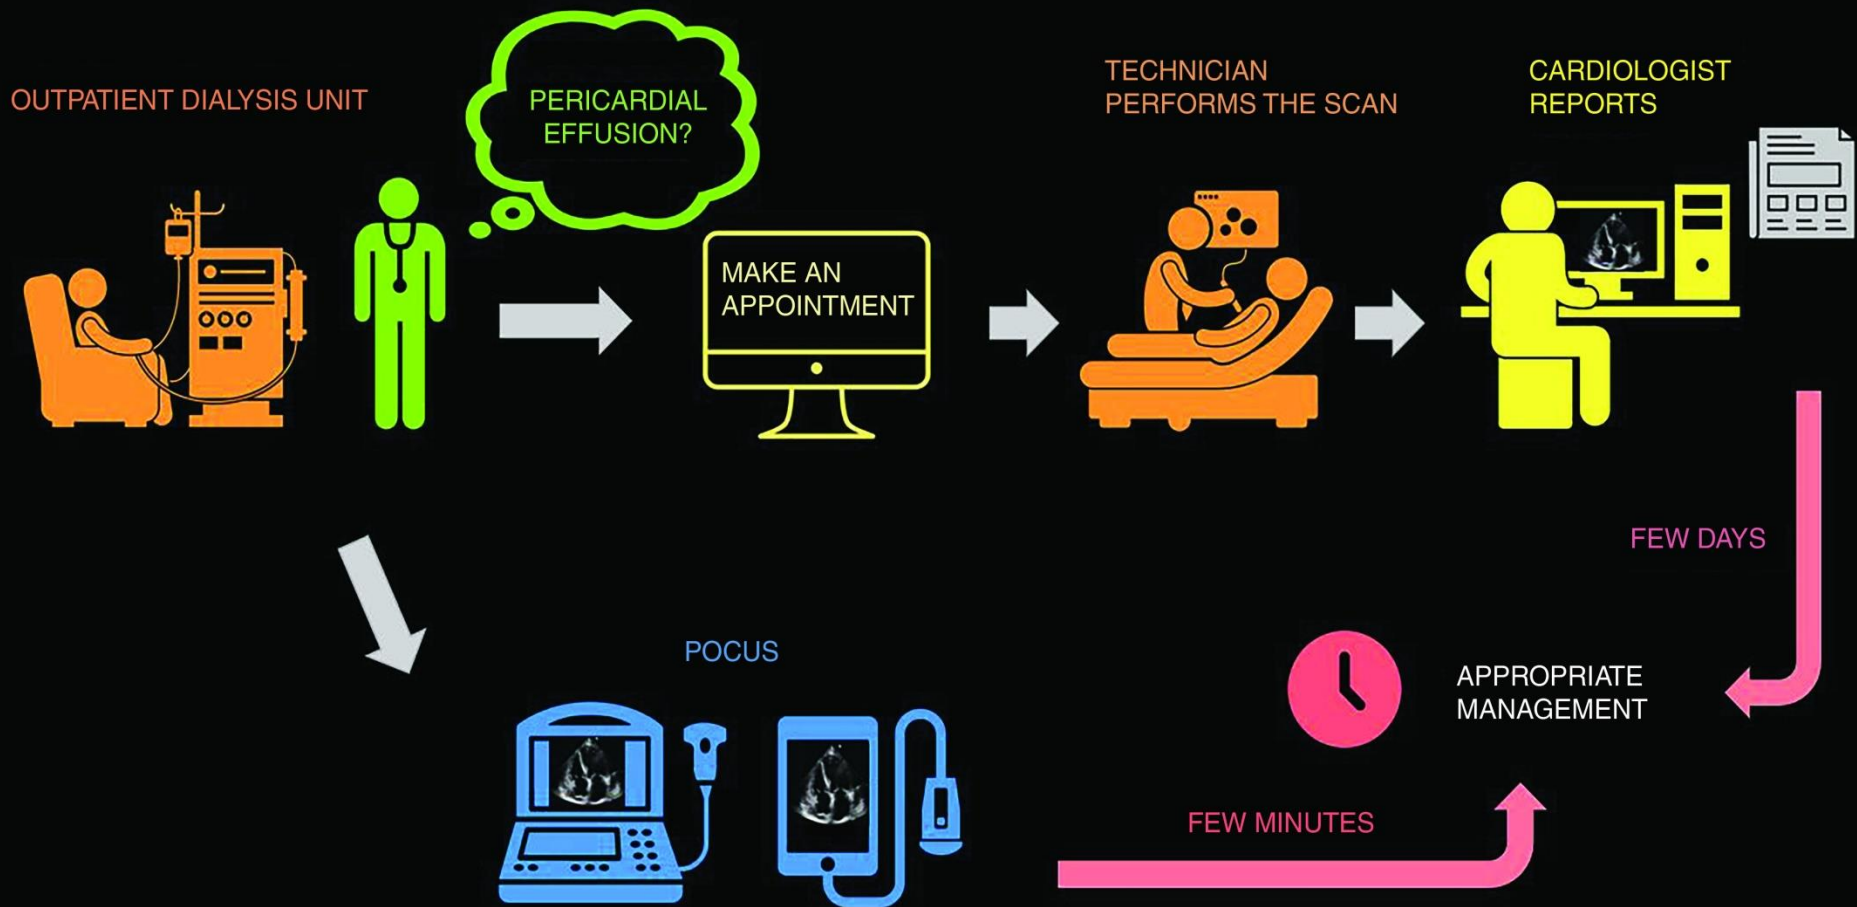 OUTPATIENT DIALYSIS UNIT
PERICARDIAL
EFFUSION?
MAKE AN
APPOINTMENT
TECHNICIAN
PERFORMS THE SCAN
CARDIOLOGIST
REPORTS
FEW DAYS
POCUS
APPROPRIATE
MANAGEMENT
FEW MINUTES